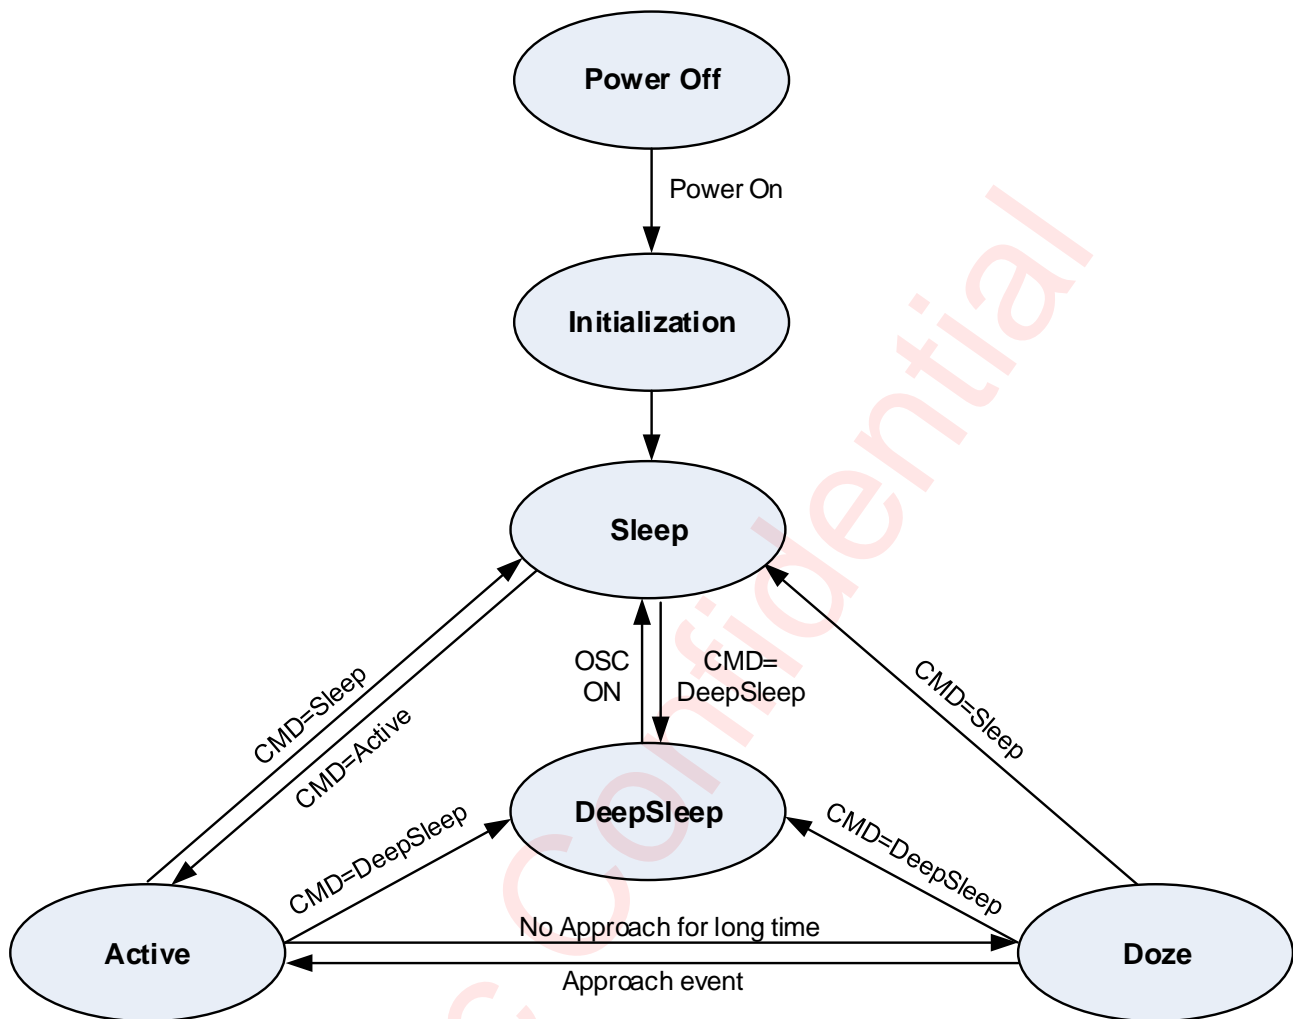 Power Off
Power On
Initialization
Sleep
OSC
ON
CMD=
DeepSleep
CMD=Sleep
CMD=Active
CMD=Sleep
DeepSleep
CMD=DeepSleep
CMD=DeepSleep
No Approach for long time
Active
Doze
Approach event
Confidential